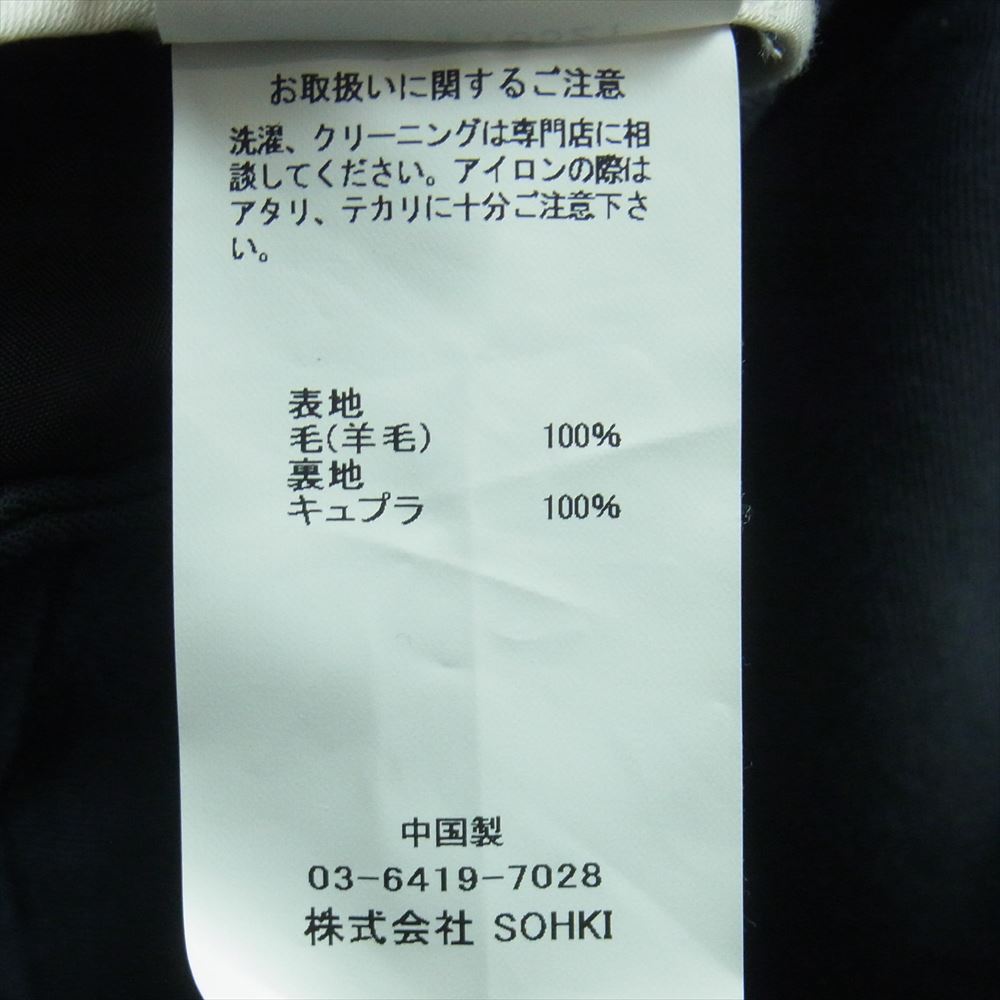 お取扱いに関するご注意
洗濯、クリーニングは専門店に相
談してください。アイロンの際は
アタリ、テカリに十分ご注意下さ
い。
表地
毛(羊毛) 100%
裏地
キュプラ 100%
中国製
03-6419-7028
株式会社 SOHKI